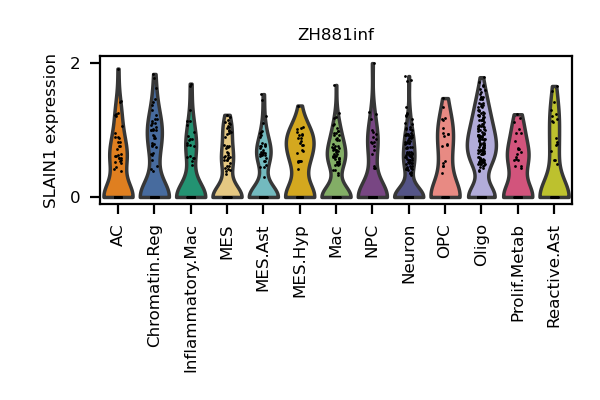 ZH881inf
SLAIN1 expression
2
0
AC
Chromatin.Reg
Inflammatory.Mac
MES
MES.Ast
MES.Hyp
Mac
NPC
Neuron
OPC
Oligo
Prolif.Metab
Reactive.Ast